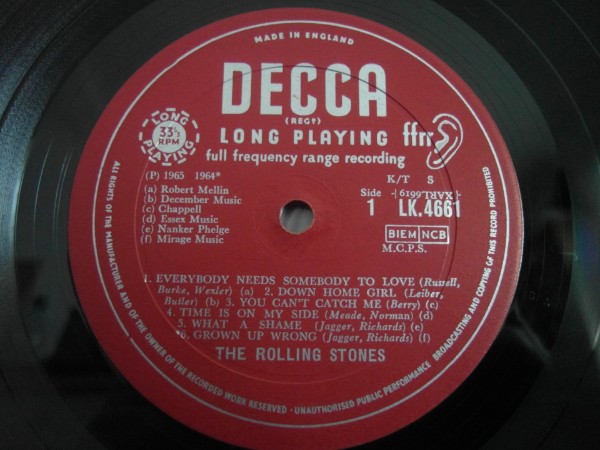 MADE IN ENGLAND
DECCA
(REGᴰ)
LONG PLAYING
ffrr
full frequency range recording
LONG PLAYING
33⅓
RPM
K/T S
(P) 1965 1964*
(a) Robert Mellin
(b) December Music
(c) Chappell
(d) Essex Music
(e) Nanker Phelge
(f) Mirage Music
Side
1
-(XARL.6619)-
LK.4661
BIEM NCB
M.C.P.S.
1. EVERYBODY NEEDS SOMEBODY TO LOVE (Russell,
Burke, Wexler) (a) 2. DOWN HOME GIRL (Leiber,
Butler) (b) 3. YOU CAN'T CATCH ME (Berry) (c)
4. TIME IS ON MY SIDE (Meade, Norman) (d)
5. WHAT A SHAME (Jagger, Richards) (e)
*6. GROWN UP WRONG (Jagger, Richards) (f)
THE ROLLING STONES
ALL RIGHTS OF THE MANUFACTURER AND OF THE OWNER OF THE RECORDED WORK RESERVED · UNAUTHORISED PUBLIC PERFORMANCE BROADCASTING AND COPYING OF THIS RECORD PROHIBITED